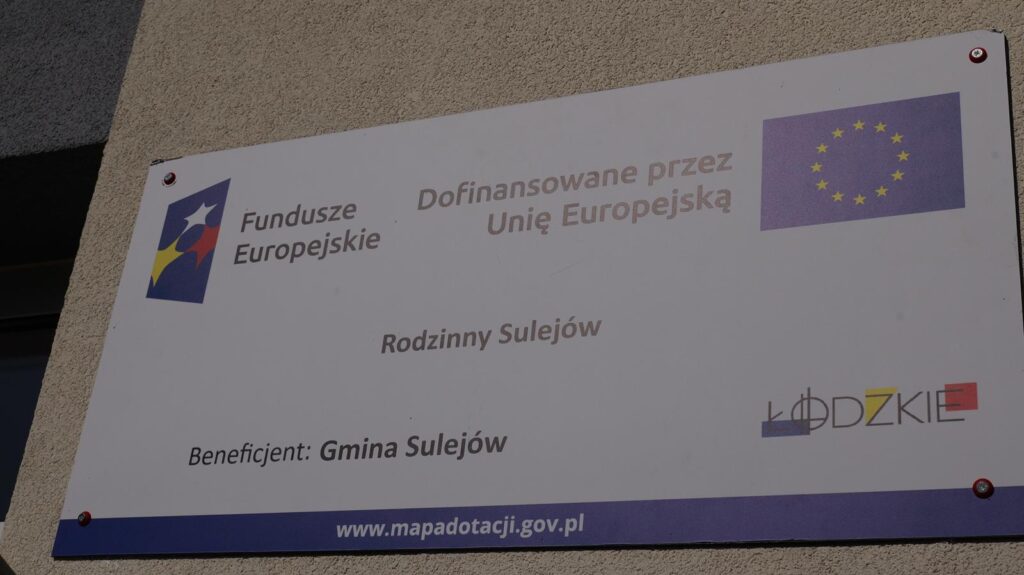 Fundusze
Europejskie
Dofinansowane przez
Unię Europejską
Rodzinny Sulejów
ŁÓDZKIE
Beneficjent: Gmina Sulejów
www.mapadotacji.gov.pl